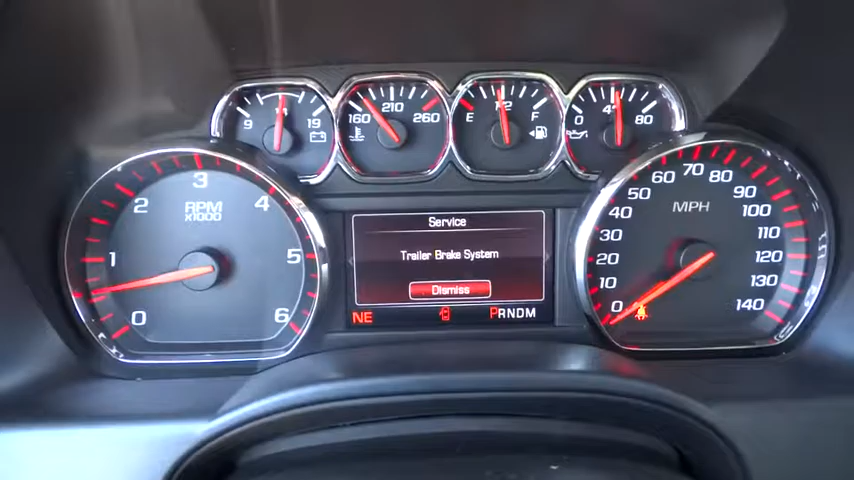 9 19
160 210 260
E 1/2 F
0 80
RPM
x1000
0 1 2 3 4 5 6
Service
Trailer Brake System
Dismiss
NE
PRNDM
MPH
0 10 20 30 40 50 60 70 80 90 100 110 120 130 140